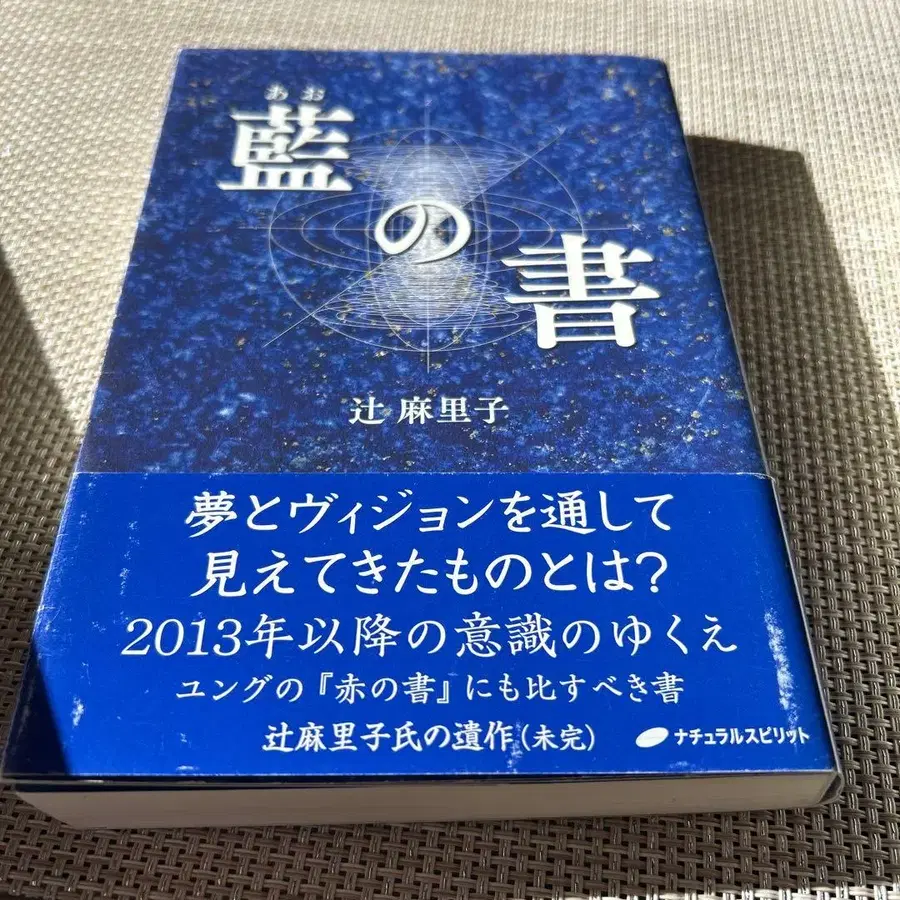 あお
藍
の
書
辻 麻里子
夢とヴィジョンを通して
見えてきたものとは?
2013年以降の意識のゆくえ
ユングの『赤の書』にも比すべき書
辻麻里子氏の遺作(未完)
ナチュラルスピリット